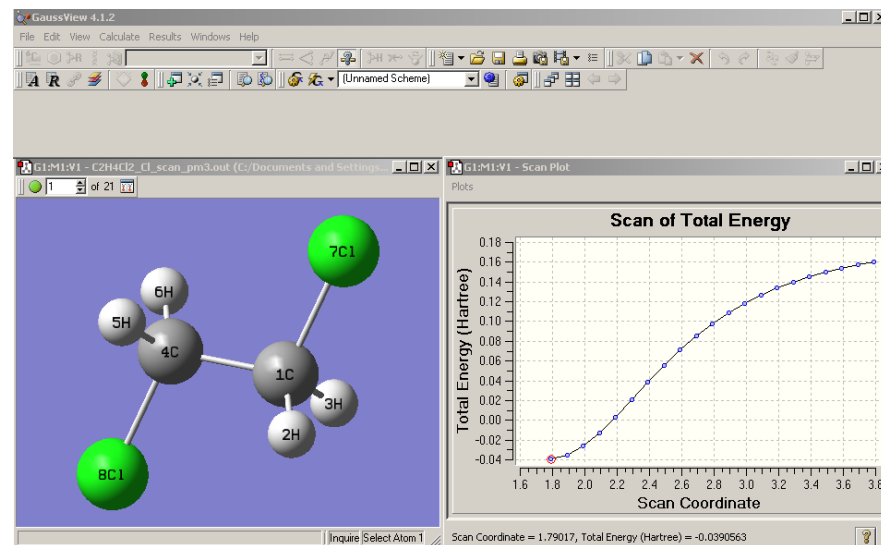 GaussView 4.1.2
File Edit View Calculate Results Windows Help
A R (Unnamed Scheme)
G1:M1:V1 - C2H4Cl2_Cl_scan_pm3.out (C:/Documents and Settings...
1 of 21
7Cl
6H
5H
4C
1C
3H
2H
8Cl
Inquire Select Atom 1
G1:M1:V1 - Scan Plot
Plots
Scan of Total Energy
Total Energy (Hartree)
0.18
0.16
0.14
0.12
0.10
0.08
0.06
0.04
0.02
0.00
-0.02
-0.04
1.6 1.8 2.0 2.2 2.4 2.6 2.8 3.0 3.2 3.4 3.6 3.8
Scan Coordinate
Scan Coordinate = 1.79017, Total Energy (Hartree) = -0.0390563